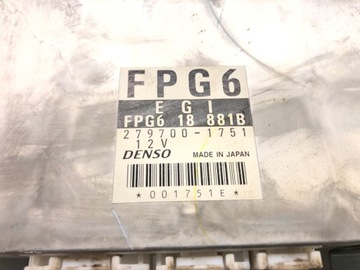 FPG6
EGI
FPG6 18 881B
279700-1751
12V
DENSO MADE IN JAPAN
*001751E*